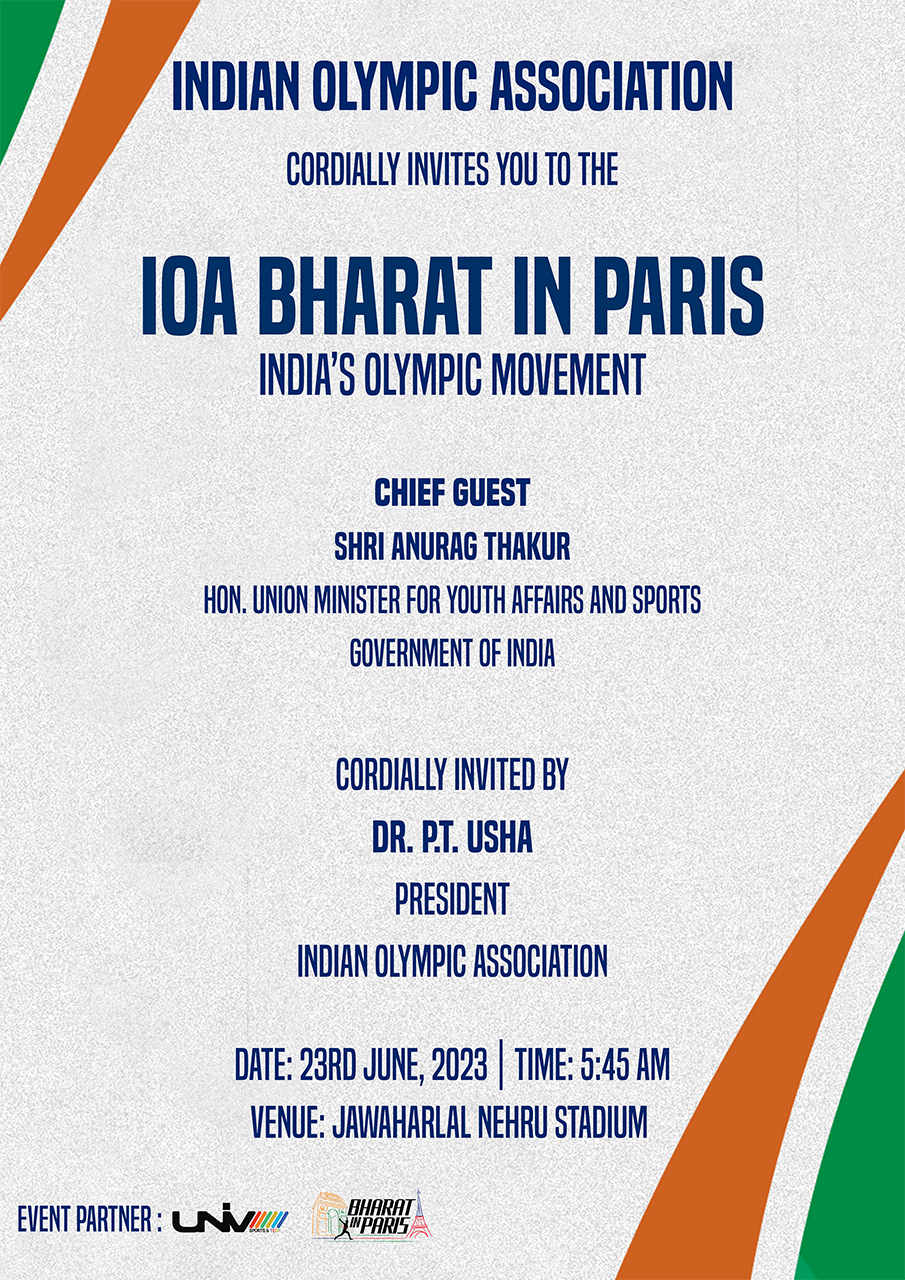 INDIAN OLYMPIC ASSOCIATION
CORDIALLY INVITES YOU TO THE
IOA BHARAT IN PARIS
INDIA'S OLYMPIC MOVEMENT
CHIEF GUEST
SHRI ANURAG THAKUR
HON. UNION MINISTER FOR YOUTH AFFAIRS AND SPORTS
GOVERNMENT OF INDIA
CORDIALLY INVITED BY
DR. P.T. USHA
PRESIDENT
INDIAN OLYMPIC ASSOCIATION
DATE: 23RD JUNE, 2023 | TIME: 5:45 AM
VENUE: JAWAHARLAL NEHRU STADIUM
EVENT PARTNER :
UNIV
SPORTS & TECH
BHARAT
IN PARIS